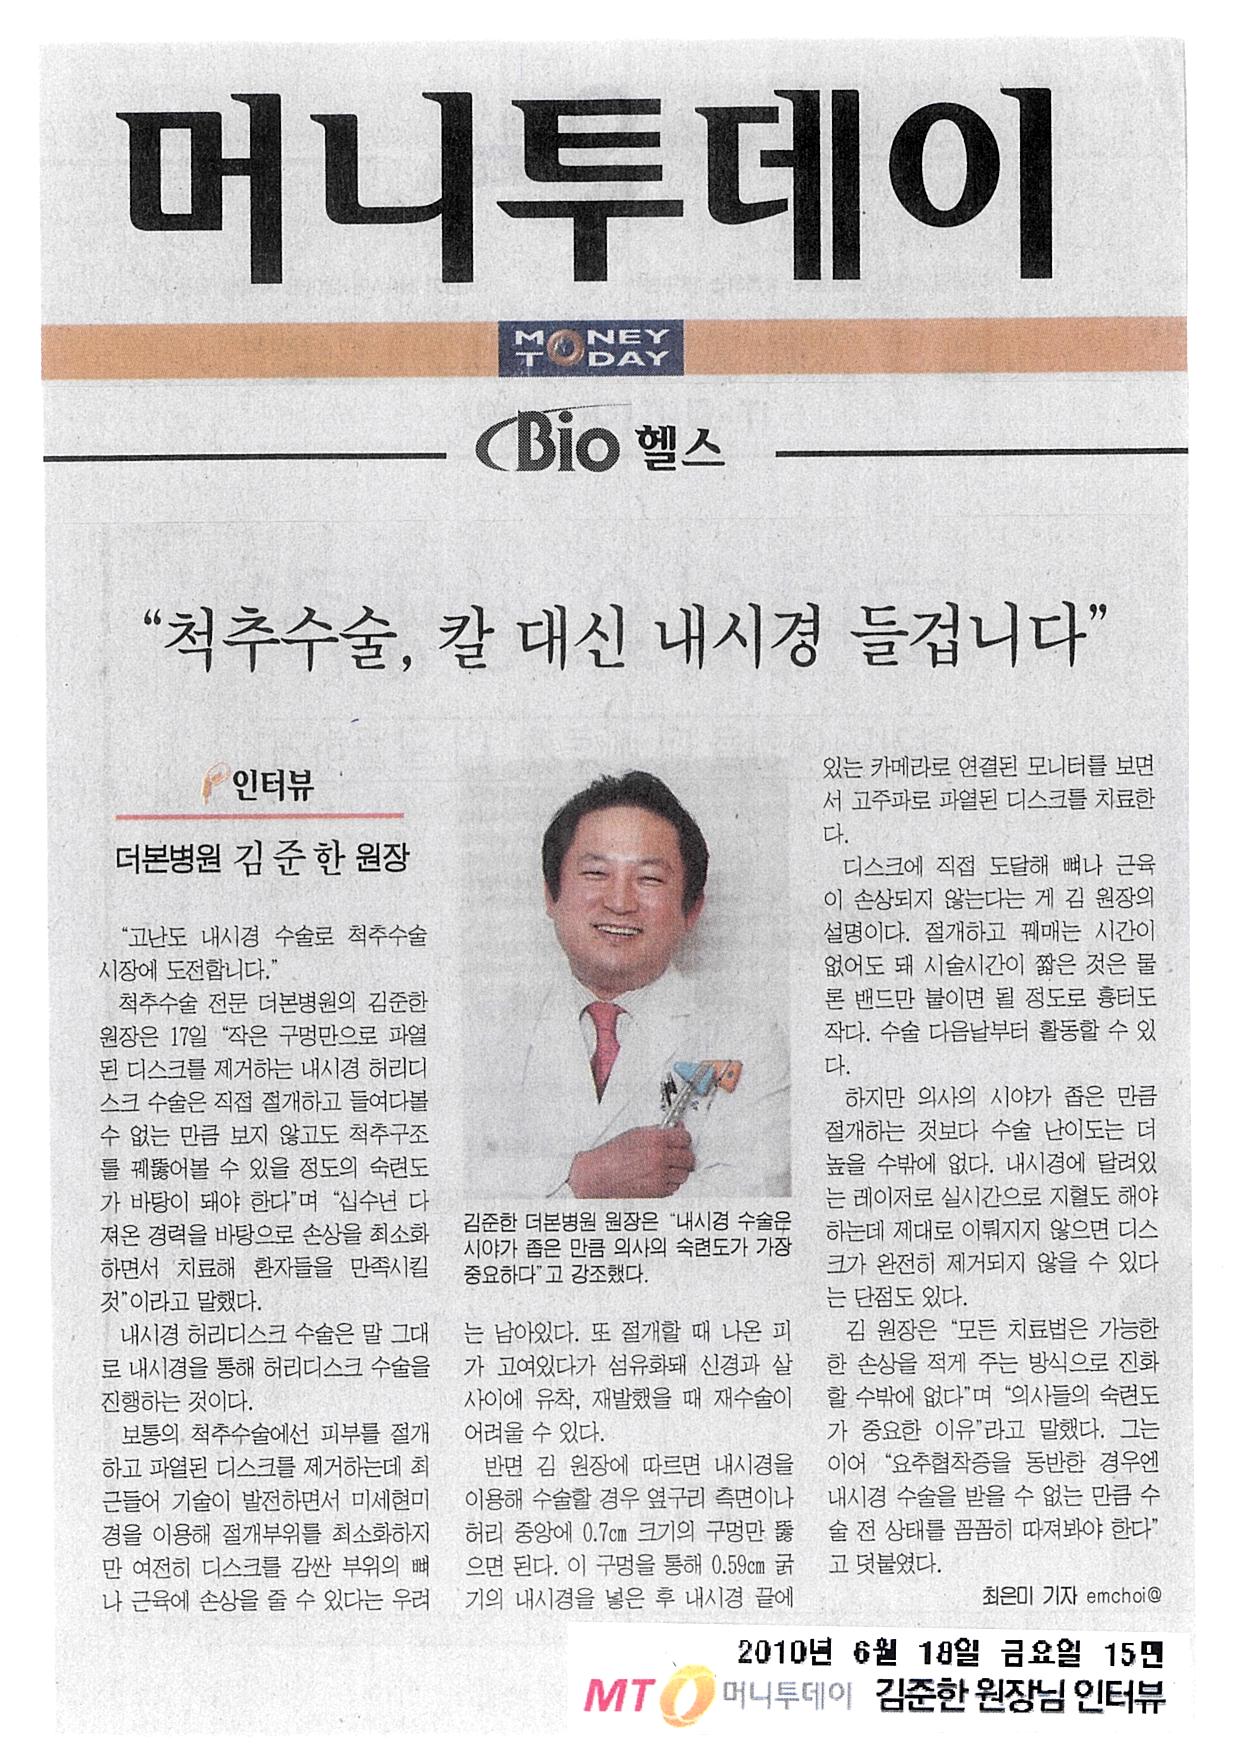 머니투데이
MONEY
TODAY
Bio 헬스
“척추수술, 칼 대신 내시경 들겁니다”
인터뷰
더본병원 김준한 원장
“고난도 내시경 수술로 척추수술
시장에 도전합니다.”
척추수술 전문 더본병원의 김준한
원장은 17일 “작은 구멍만으로 파열
된 디스크를 제거하는 내시경 허리디
스크 수술은 직접 절개하고 들여다볼
수 없는 만큼 보지 않고도 척추구조
를 꿰뚫어볼 수 있을 정도의 숙련도
가 바탕이 돼야 한다”며 “십수년 다
져온 경력을 바탕으로 손상을 최소화
하면서 치료해 환자들을 만족시킬
것”이라고 말했다.
내시경 허리디스크 수술은 말 그대
로 내시경을 통해 허리디스크 수술을
진행하는 것이다.
보통의 척추수술에선 피부를 절개
하고 파열된 디스크를 제거하는데 최
근들어 기술이 발전하면서 미세현미
경을 이용해 절개부위를 최소화하지
만 여전히 디스크를 감싼 부위의 뼈
나 근육에 손상을 줄 수 있다는 우려
김준한 더본병원 원장은 “내시경 수술은
시야가 좁은 만큼 의사의 숙련도가 가장
중요하다”고 강조했다.
는 남아있다. 또 절개할 때 나온 피
가 고여있다가 섬유화돼 신경과 살
사이에 유착, 재발했을 때 재수술이
어려울 수 있다.
반면 김 원장에 따르면 내시경을
이용해 수술할 경우 옆구리 측면이나
허리 중앙에 0.7cm 크기의 구멍만 뚫
으면 된다. 이 구멍을 통해 0.59cm 굵
기의 내시경을 넣은 후 내시경 끝에
있는 카메라로 연결된 모니터를 보면
서 고주파로 파열된 디스크를 치료한
다.
디스크에 직접 도달해 뼈나 근육
이 손상되지 않는다는 게 김 원장의
설명이다. 절개하고 꿰매는 시간이
없어도 돼 시술시간이 짧은 것은 물
론 밴드만 붙이면 될 정도로 흉터도
작다. 수술 다음날부터 활동할 수 있
다.
하지만 의사의 시야가 좁은 만큼
절개하는 것보다 수술 난이도는 더
높을 수밖에 없다. 내시경에 달려있
는 레이저로 실시간으로 지혈도 해야
하는데 제대로 이뤄지지 않으면 디스
크가 완전히 제거되지 않을 수 있다
는 단점도 있다.
김 원장은 “모든 치료법은 가능한
한 손상을 적게 주는 방식으로 진화
할 수밖에 없다”며 “의사들의 숙련도
가 중요한 이유”라고 말했다. 그는
이어 “요추협착증을 동반한 경우엔
내시경 수술을 받을 수 없는 만큼 수
술 전 상태를 꼼꼼히 따져봐야 한다”
고 덧붙였다.
최은미 기자 emchoi@
2010년 6월 18일 금요일 15면
MT 머니투데이 김준한 원장님 인터뷰